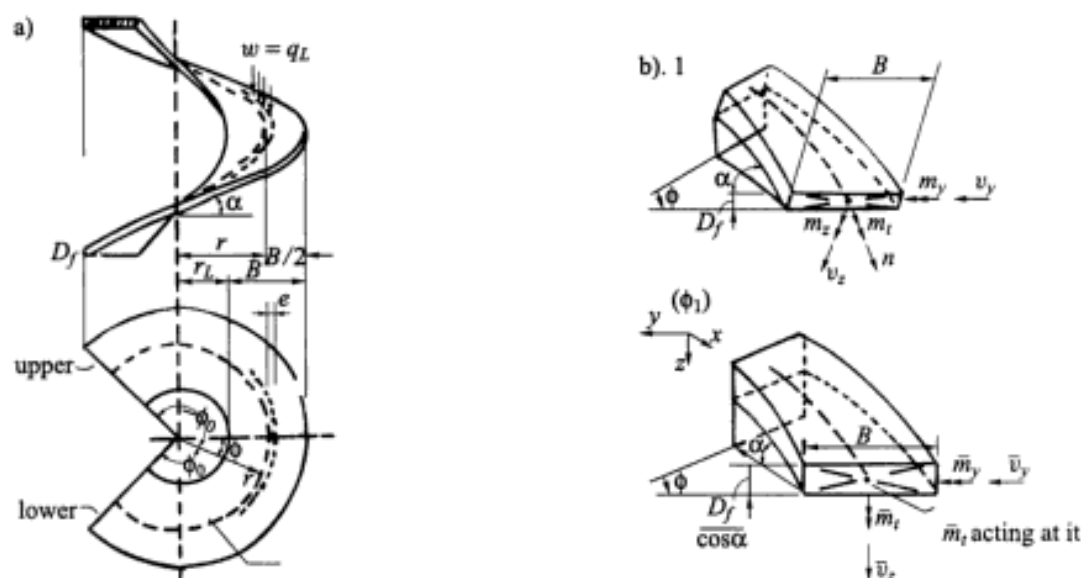 a)
w = q_L
α
D_f
r
B/2
r_L
B
e
upper
ϕ_0
ϕ_0
θ
r
lower
b). 1
B
α
ϕ
D_f
m_y
v_y
m_z
m_t
v_z
n
(ϕ_1)
y
x
z
B
α
ϕ
D_f
cosα
m̄_y
v̄_y
m̄_t
m̄_t acting at it
v̄_z